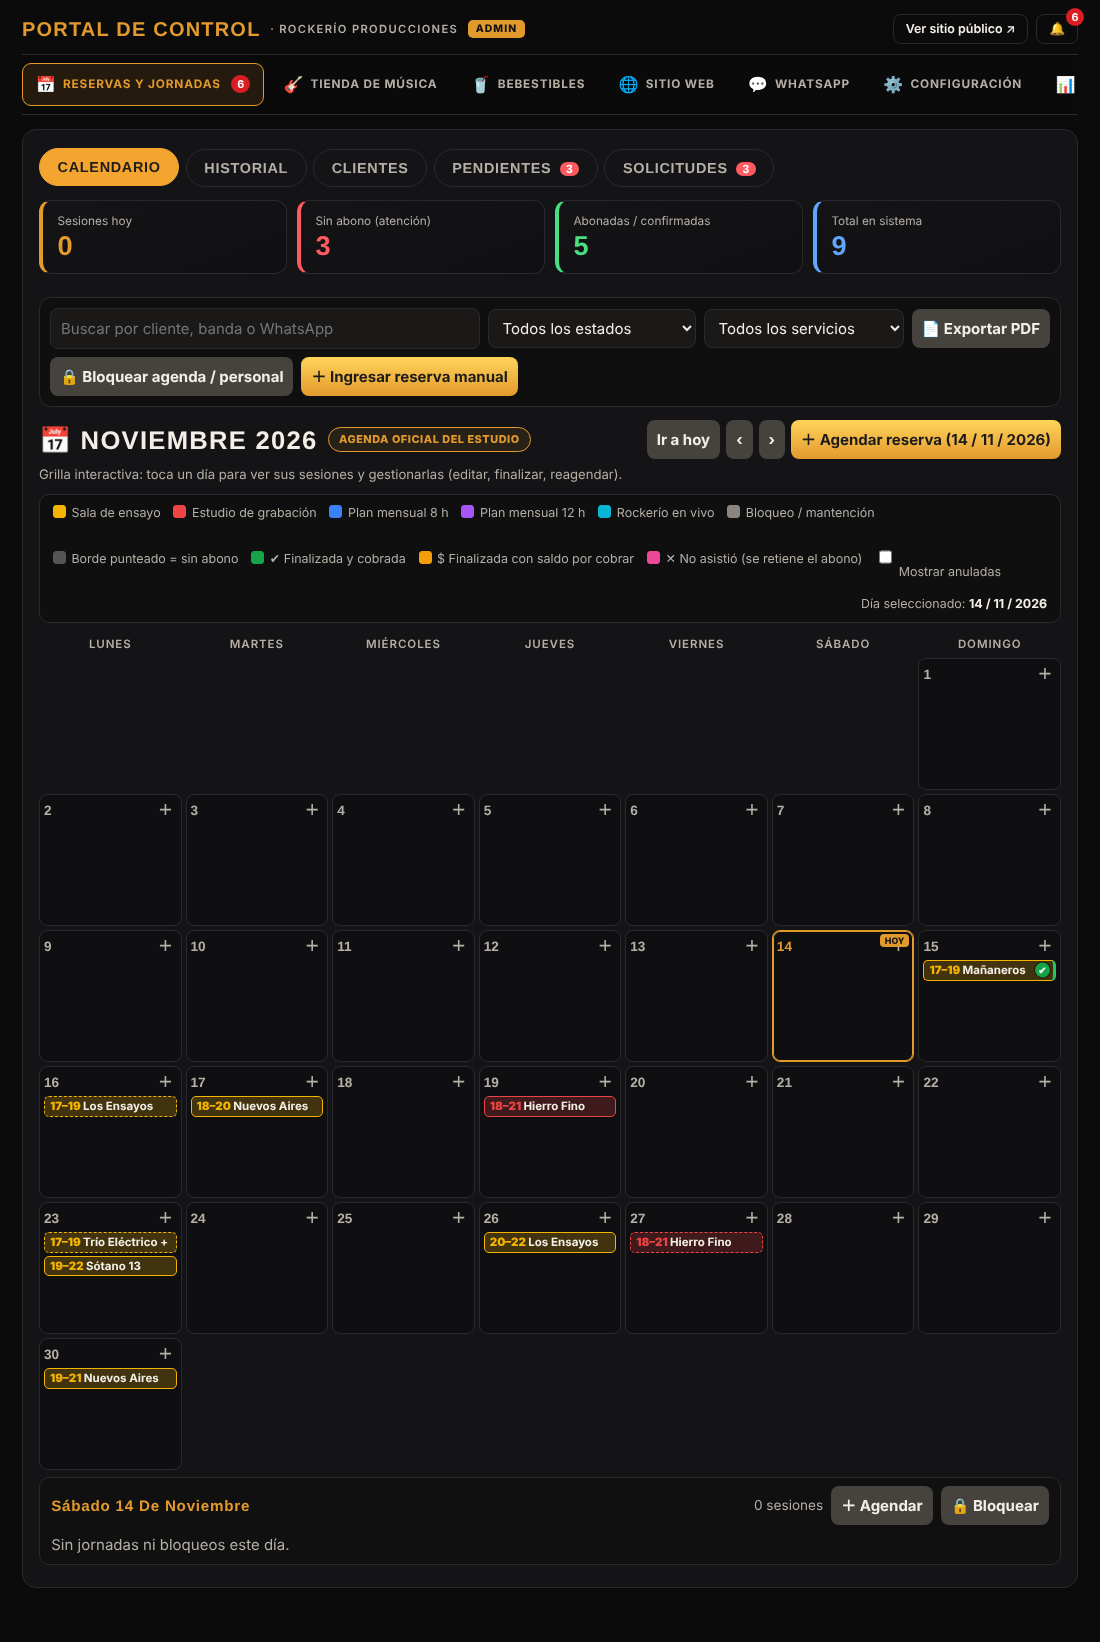 PORTAL DE CONTROL · ROCKERÍO PRODUCCIONES ADMIN
Ver sitio público ↗ 🔔 6
📅 RESERVAS Y JORNADAS 6 🎸 TIENDA DE MÚSICA 🥤 BEBESTIBLES 🌐 SITIO WEB 💬 WHATSAPP ⚙️ CONFIGURACIÓN 📊
CALENDARIO HISTORIAL CLIENTES PENDIENTES 3 SOLICITUDES 3
Sesiones hoy
0
Sin abono (atención)
3
Abonadas / confirmadas
5
Total en sistema
9
Buscar por cliente, banda o WhatsApp Todos los estados Todos los servicios 📄 Exportar PDF
🔒 Bloquear agenda / personal ＋ Ingresar reserva manual
📅 NOVIEMBRE 2026 AGENDA OFICIAL DEL ESTUDIO Ir a hoy ‹ › ＋ Agendar reserva (14 / 11 / 2026)
Grilla interactiva: toca un día para ver sus sesiones y gestionarlas (editar, finalizar, reagendar).
Sala de ensayo Estudio de grabación Plan mensual 8 h Plan mensual 12 h Rockerío en vivo Bloqueo / mantención
Borde punteado = sin abono ✔ Finalizada y cobrada $ Finalizada con saldo por cobrar ✕ No asistió (se retiene el abono) Mostrar anuladas
Día seleccionado: 14 / 11 / 2026
LUNES MARTES MIÉRCOLES JUEVES VIERNES SÁBADO DOMINGO
1 ＋
2 ＋ 3 ＋ 4 ＋ 5 ＋ 6 ＋ 7 ＋ 8 ＋
9 ＋ 10 ＋ 11 ＋ 12 ＋ 13 ＋ 14 HOY 15 ＋
17–19 Mañaneros ✔
16 ＋ 17 ＋ 18 ＋ 19 ＋ 20 ＋ 21 ＋ 22 ＋
17–19 Los Ensayos 18–20 Nuevos Aires 18–21 Hierro Fino
23 ＋ 24 ＋ 25 ＋ 26 ＋ 27 ＋ 28 ＋ 29 ＋
17–19 Trío Eléctrico + 20–22 Los Ensayos 18–21 Hierro Fino
19–22 Sótano 13
30 ＋
19–21 Nuevos Aires
Sábado 14 De Noviembre 0 sesiones ＋ Agendar 🔒 Bloquear
Sin jornadas ni bloqueos este día.